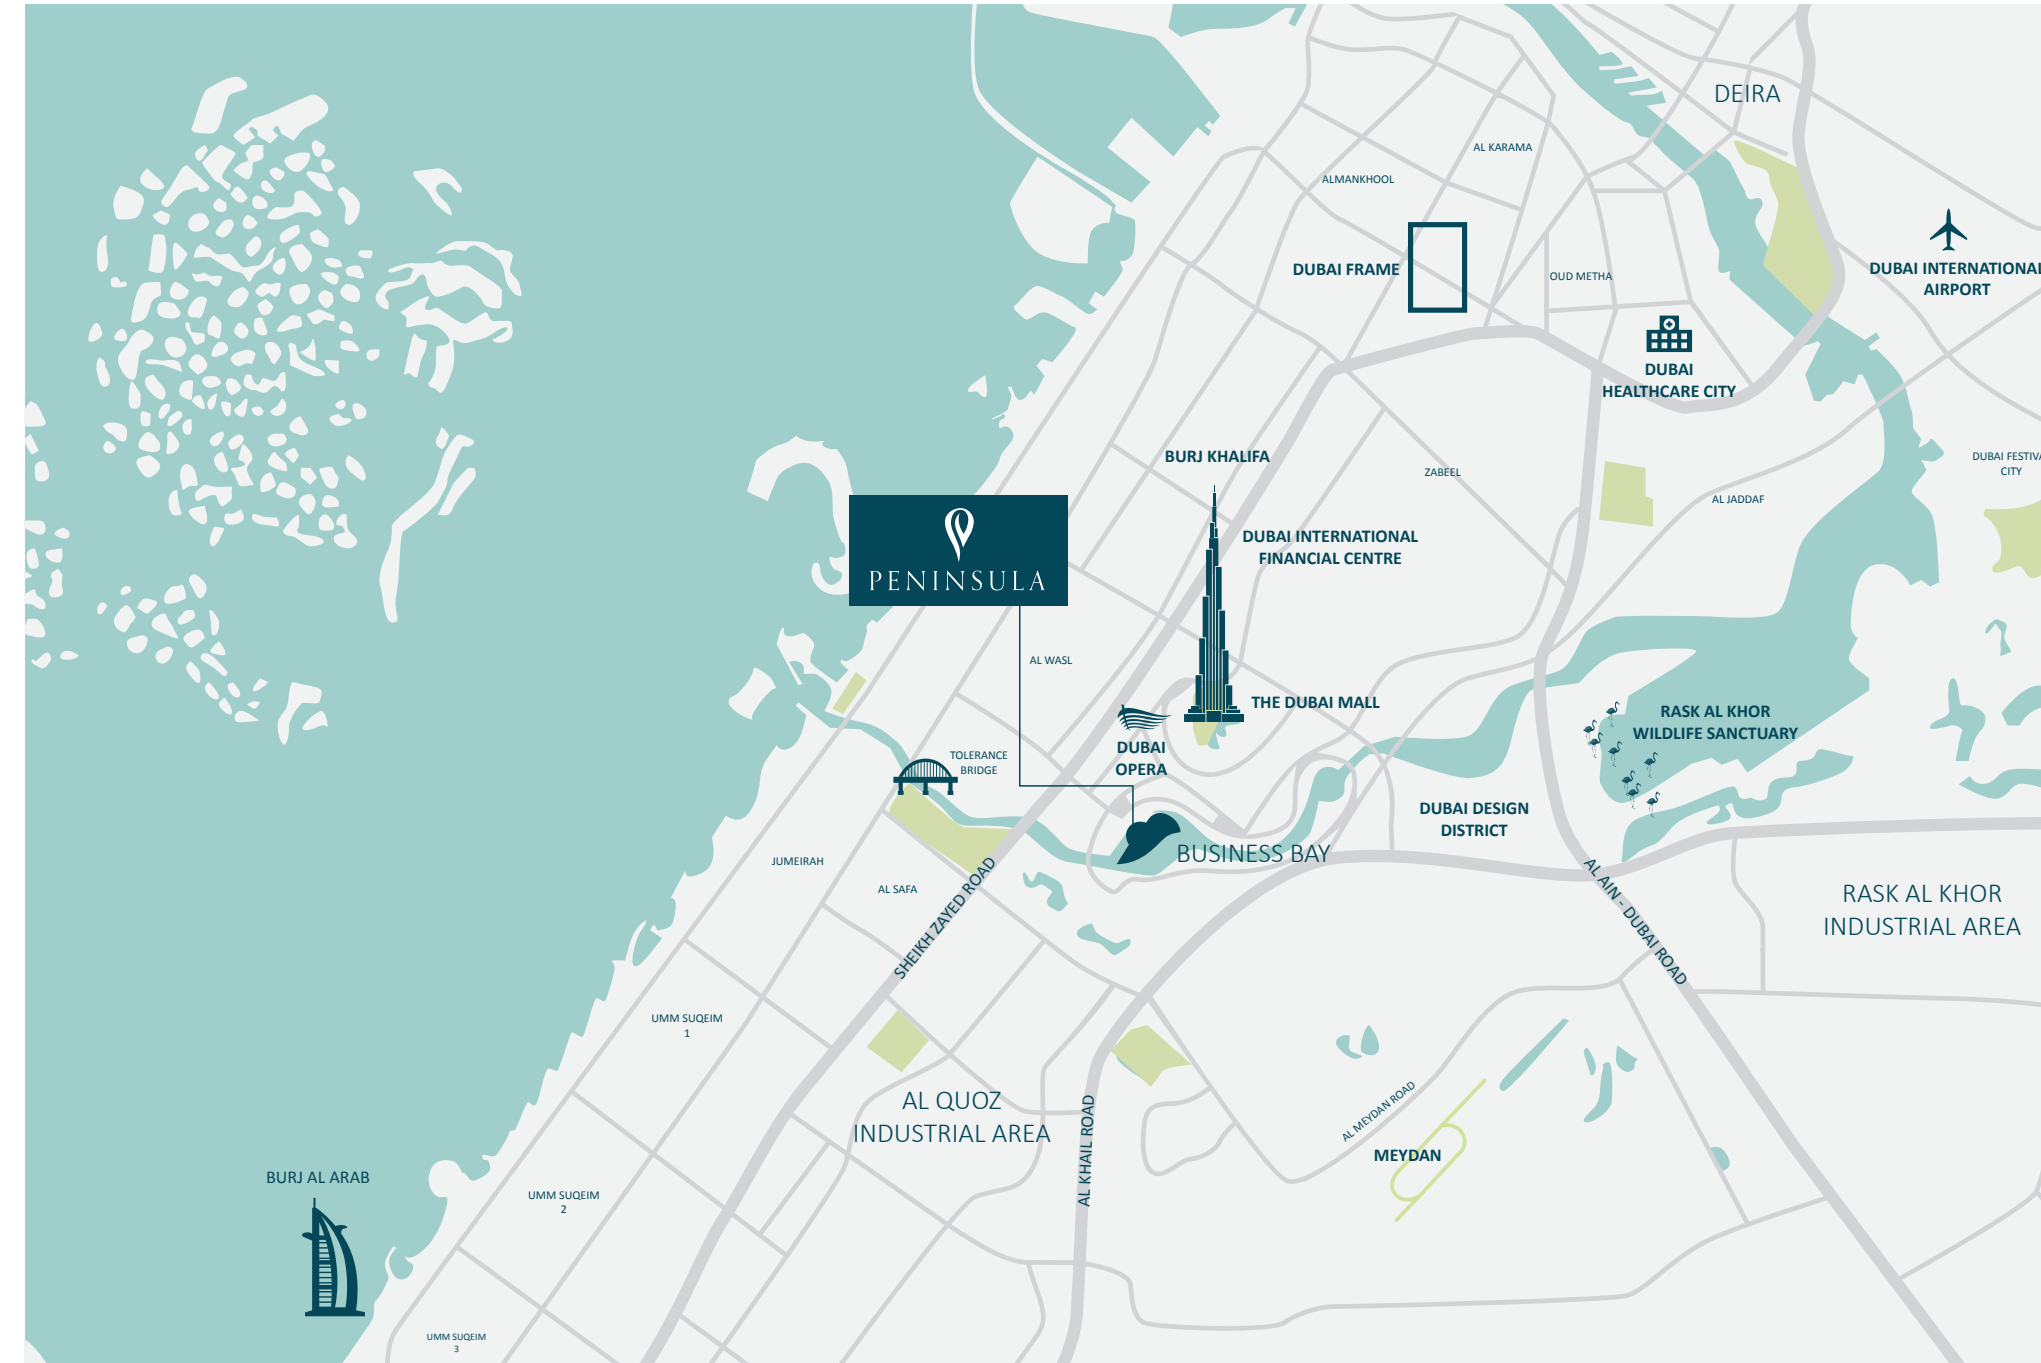 DEIRA
AL KARAMA
ALMANKHOOL
DUBAI FRAME
OUD METHA
DUBAI INTERNATIONAL
AIRPORT
DUBAI
HEALTHCARE CITY
BURJ KHALIFA
ZABEEL
DUBAI FESTIVA
CITY
AL JADDAF
PENINSULA
DUBAI INTERNATIONAL
FINANCIAL CENTRE
AL WASL
THE DUBAI MALL
RASK AL KHOR
WILDLIFE SANCTUARY
DUBAI
OPERA
TOLERANCE
BRIDGE
DUBAI DESIGN
DISTRICT
BUSINESS BAY
JUMEIRAH
AL SAFA
SHEIKH ZAYED ROAD
AL AIN - DUBAI ROAD
RASK AL KHOR
INDUSTRIAL AREA
UMM SUQEIM
1
AL QUOZ
INDUSTRIAL AREA
AL KHAIL ROAD
AL MEYDAN ROAD
MEYDAN
BURJ AL ARAB
UMM SUQEIM
2
UMM SUQEIM
3